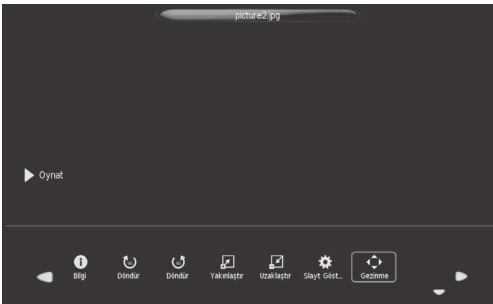 picture2.jpg
Oynat
Bilgi Döndür Döndür Yakınlaştır Uzaklaştır Slayt Göst... Gezinme